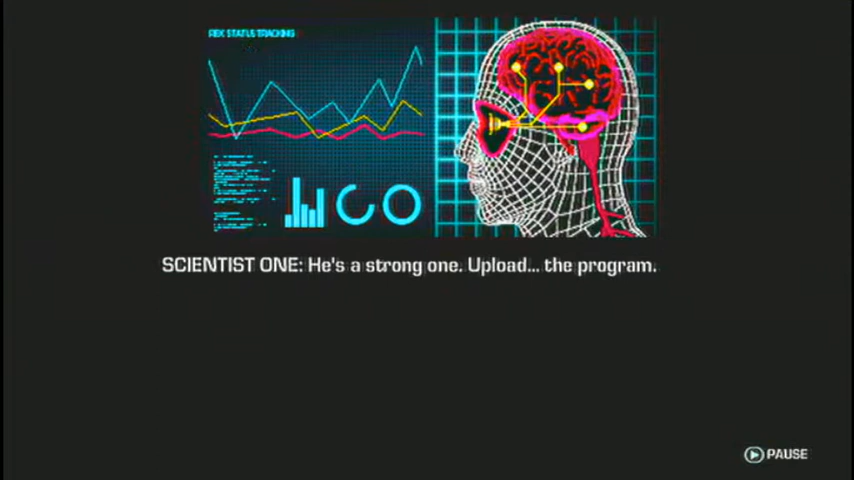 REX STATUS TRACKING
SCIENTIST ONE: He's a strong one. Upload... the program.
PAUSE